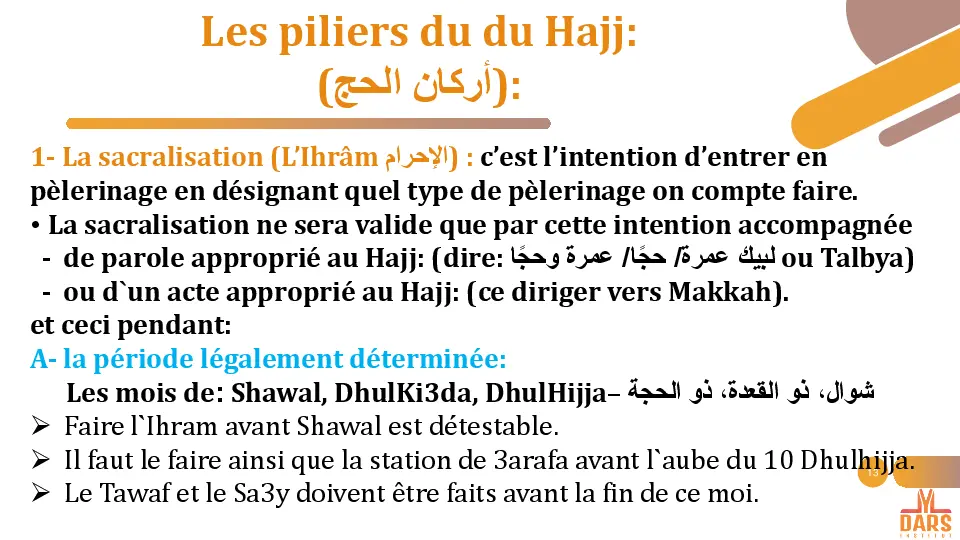 Les piliers du du Hajj:
(أركان الحج):
1- La sacralisation (L’Ihrâm الإحرام) : c’est l’intention d’entrer en
pèlerinage en désignant quel type de pèlerinage on compte faire.
• La sacralisation ne sera valide que par cette intention accompagnée
- de parole approprié au Hajj: (dire: لبيك عمرة/ حجًا/ عمرة وحجًا ou Talbya)
- ou d`un acte approprié au Hajj: (ce diriger vers Makkah).
et ceci pendant:
A- la période légalement déterminée:
Les mois de: Shawal, DhulKi3da, DhulHijja– شوال، ذو القعدة، ذو الحجة
➢ Faire l`Ihram avant Shawal est détestable.
➢ Il faut le faire ainsi que la station de 3arafa avant l`aube du 10 Dhulhijja.
➢ Le Tawaf et le Sa3y doivent être faits avant la fin de ce moi.
13
DARS
INSTITUT